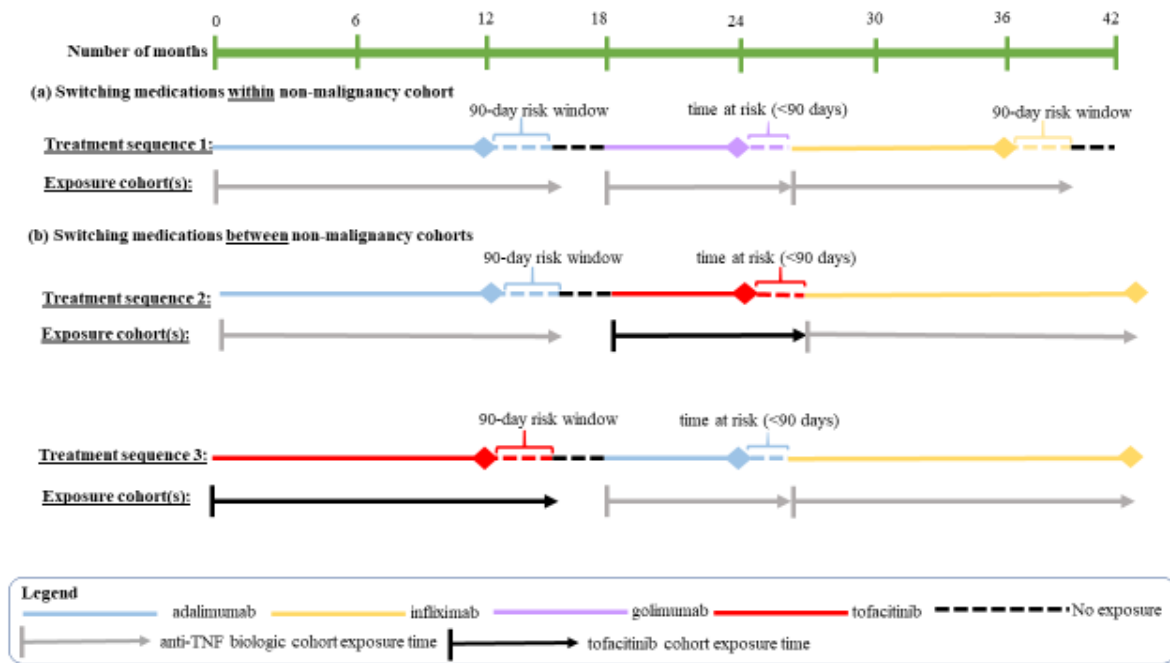 0 6 12 18 24 30 36 42
Number of months
(a) Switching medications within non-malignancy cohort
90-day risk window time at risk (<90 days) 90-day risk window
Treatment sequence 1:
Exposure cohort(s):
(b) Switching medications between non-malignancy cohorts
90-day risk window time at risk (<90 days)
Treatment sequence 2:
Exposure cohort(s):
90-day risk window time at risk (<90 days)
Treatment sequence 3:
Exposure cohort(s):
Legend
adalimumab infliximab golimumab tofacitinib No exposure
anti-TNF biologic cohort exposure time tofacitinib cohort exposure time